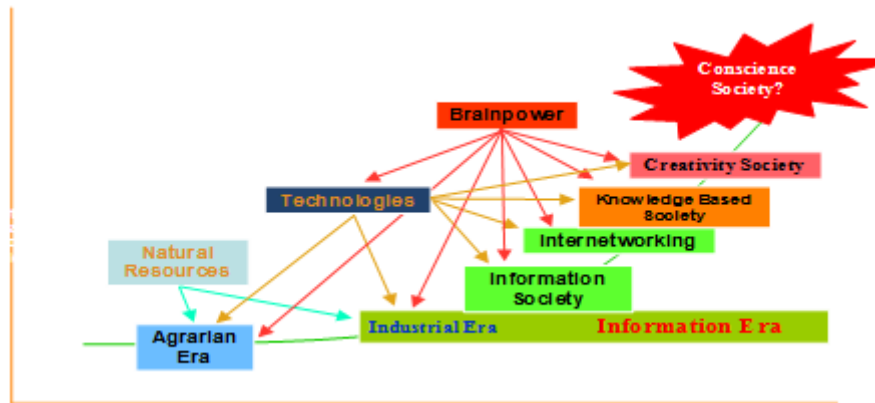 Conscience
Society?
Brainpower
Creativity Society
Technologies
Knowledge Based
Society
Internetworking
Natural
Resources
Information
Society
Industrial Era
Information Era
Agrarian
Era